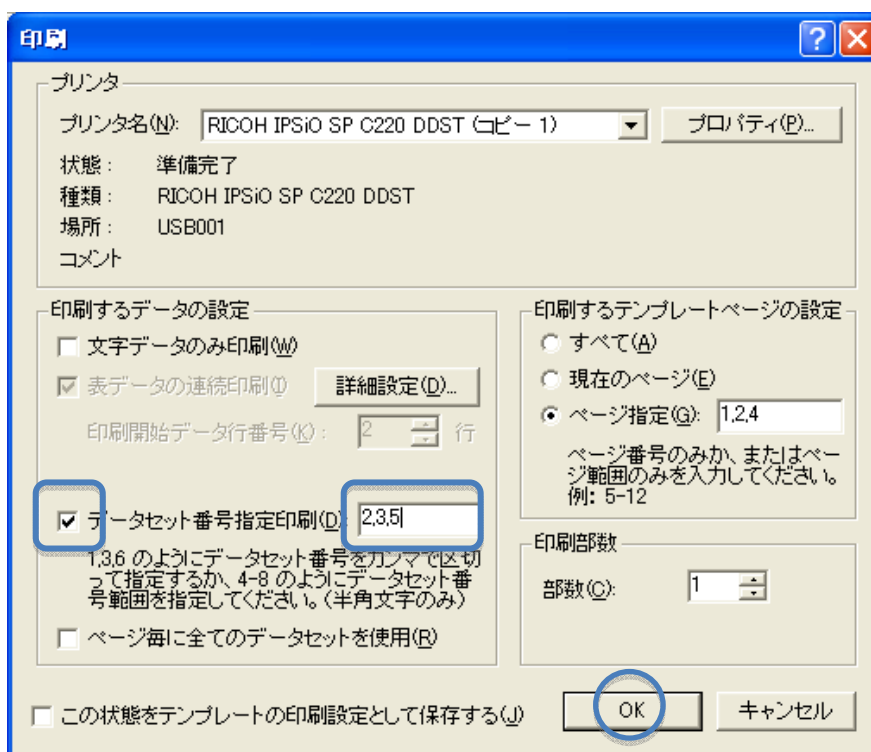 印刷
プリンタ
プリンタ名(N): RICOH IPSiO SP C220 DDST (コピー 1) プロパティ(P)...
状態: 準備完了
種類: RICOH IPSiO SP C220 DDST
場所: USB001
コメント
印刷するデータの設定
文字データのみ印刷(W)
表データの連続印刷(I) 詳細設定(D)...
印刷開始データ行番号(K): 2 行
データセット番号指定印刷(D) 2,3,5
1,3,6 のようにデータセット番号をカンマで区切
って指定するか、4-8 のようにデータセット番
号範囲を指定してください。(半角文字のみ)
ページ毎に全てのデータセットを使用(R)
印刷するテンプレートページの設定
すべて(A)
現在のページ(E)
ページ指定(G): 1,2,4
ページ番号のみか、またはペー
ジ範囲のみを入力してください。
例: 5-12
印刷部数
部数(C): 1
この状態をテンプレートの印刷設定として保存する(J)
OK キャンセル